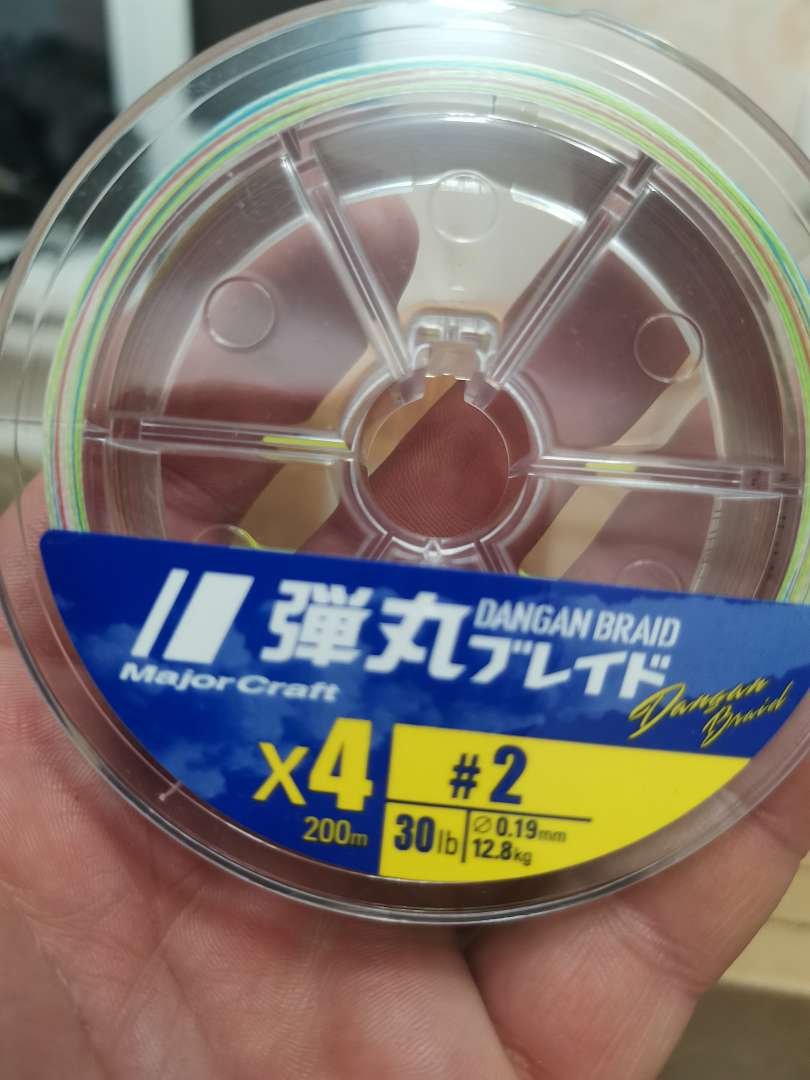 弾丸 DANGAN BRAID
ブレイド
Major Craft
Dangan
Braid
X4
200m
#2
30lb
Ø 0.19mm
12.8kg